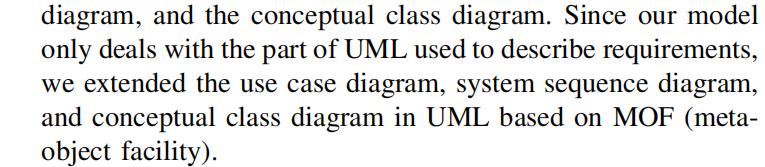 diagram, and the conceptual class diagram. Since our model
only deals with the part of UML used to describe requirements,
we extended the use case diagram, system sequence diagram,
and conceptual class diagram in UML based on MOF (meta-
object facility).